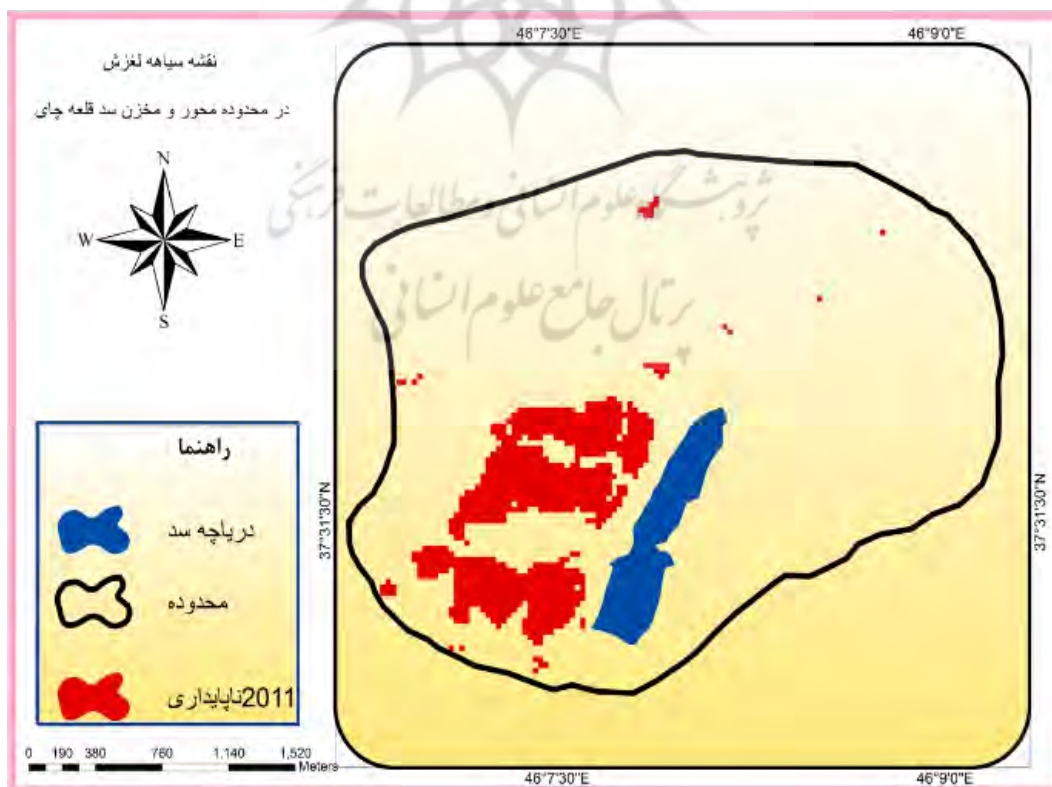 نقشه سیاهه لغزش
در محدوده محور و مخزن سد قلعه چای
N
W E
S
راهنما
دریاچه سد
محدوده
ناپایداری2011
0 190 380 760 1,140 1,520
Meters
46°7'30"E 46°9'0"E
37°31'30"N 37°31'30"N
46°7'30"E 46°9'0"E
پژوهشگاه علوم انسانی و مطالعات فرهنگی
پرتال جامع علوم انسانی